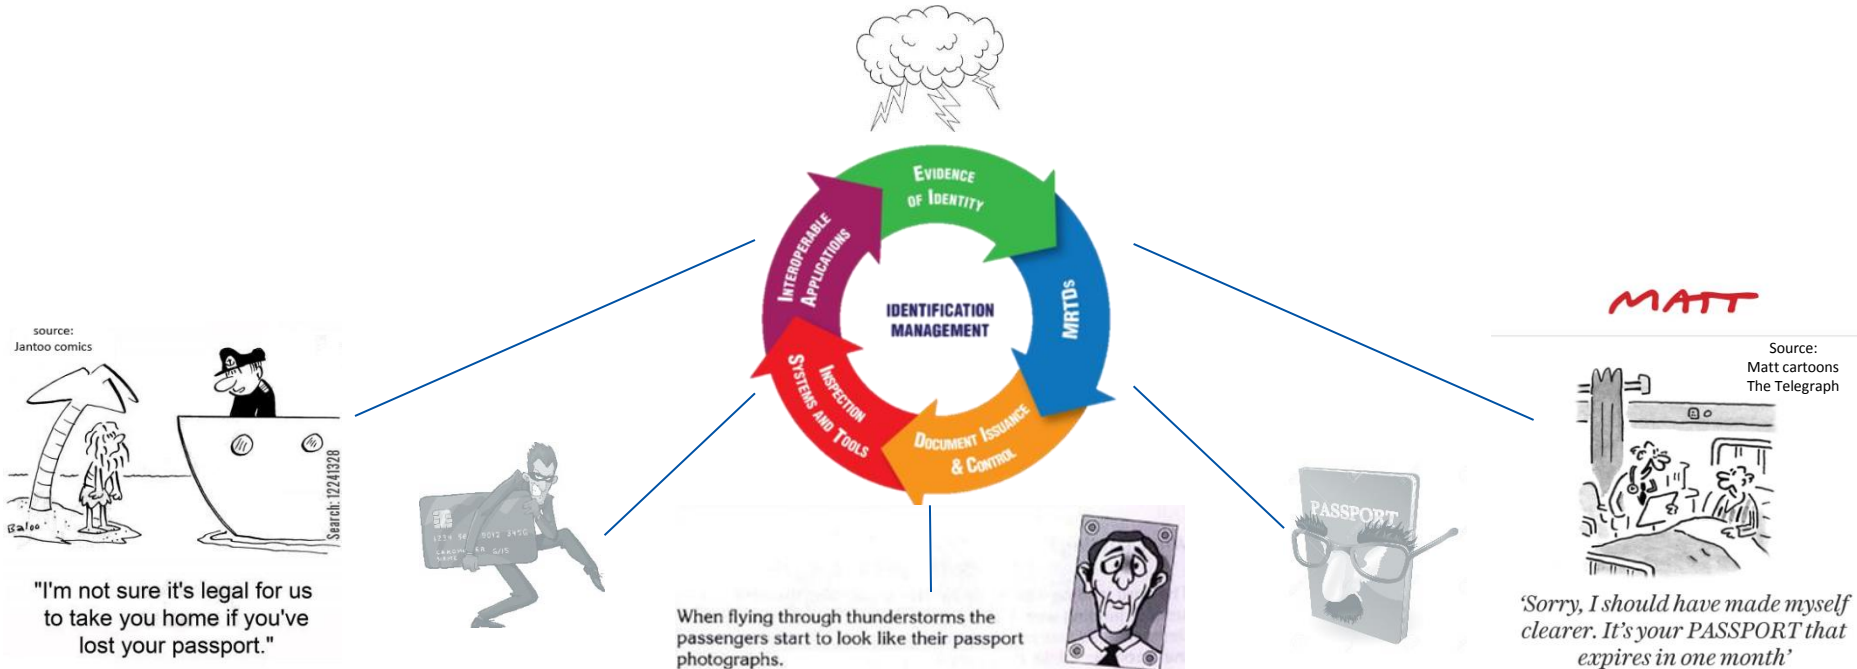 EVIDENCE
OF IDENTITY
MRTDs
DOCUMENT ISSUANCE
& CONTROL
INSPECTION
SYSTEMS AND TOOLS
INTEROPERABLE
APPLICATIONS
IDENTIFICATION
MANAGEMENT
source:
Jantoo comics
Baloo
Search: 12241328
"I'm not sure it's legal for us
to take you home if you've
lost your passport."
When flying through thunderstorms the
passengers start to look like their passport
photographs.
PASSPORT
MATT
Source:
Matt cartoons
The Telegraph
‘Sorry, I should have made myself
clearer. It’s your PASSPORT that
expires in one month’